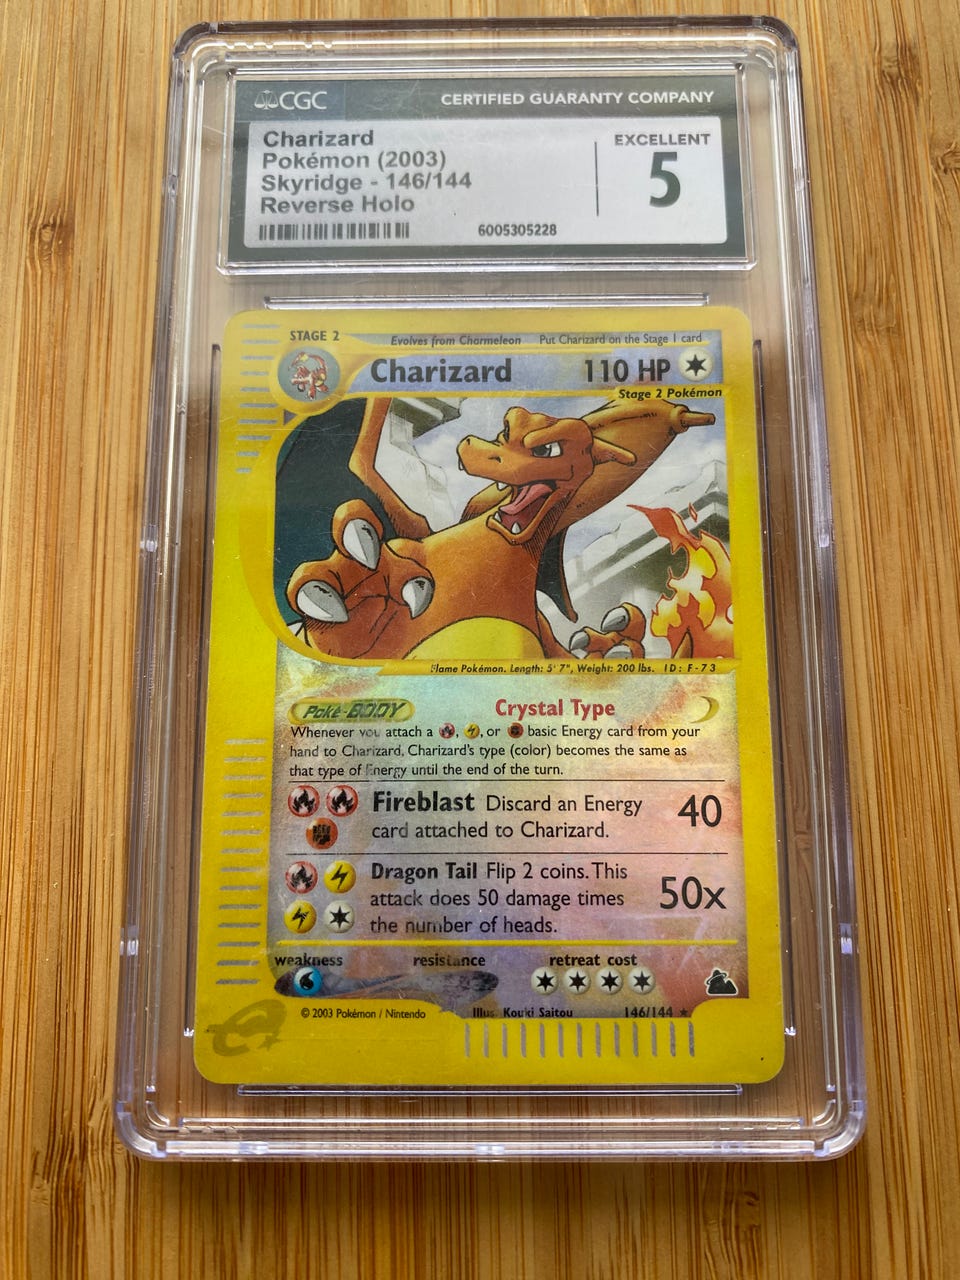 CGC
CERTIFIED GUARANTY COMPANY
Charizard
Pokémon (2003)
Skyridge - 146/144
Reverse Holo
EXCELLENT
5
6005305228
STAGE 2
Evolves from Charmeleon
Put Charizard on the Stage 1 card
Charizard
110 HP
Stage 2 Pokémon
Flame Pokémon. Length: 5' 7", Weight: 200 lbs. ID: F-73
Poké-BODY
Crystal Type
Whenever you attach a , , or basic Energy card from your
hand to Charizard, Charizard's type (color) becomes the same as
that type of Energy until the end of the turn.
Fireblast Discard an Energy
card attached to Charizard.
40
Dragon Tail Flip 2 coins. This
attack does 50 damage times
the number of heads.
50x
weakness
resistance
retreat cost
© 2003 Pokémon / Nintendo
Illus. Kouki Saitou
146/144 ★
e